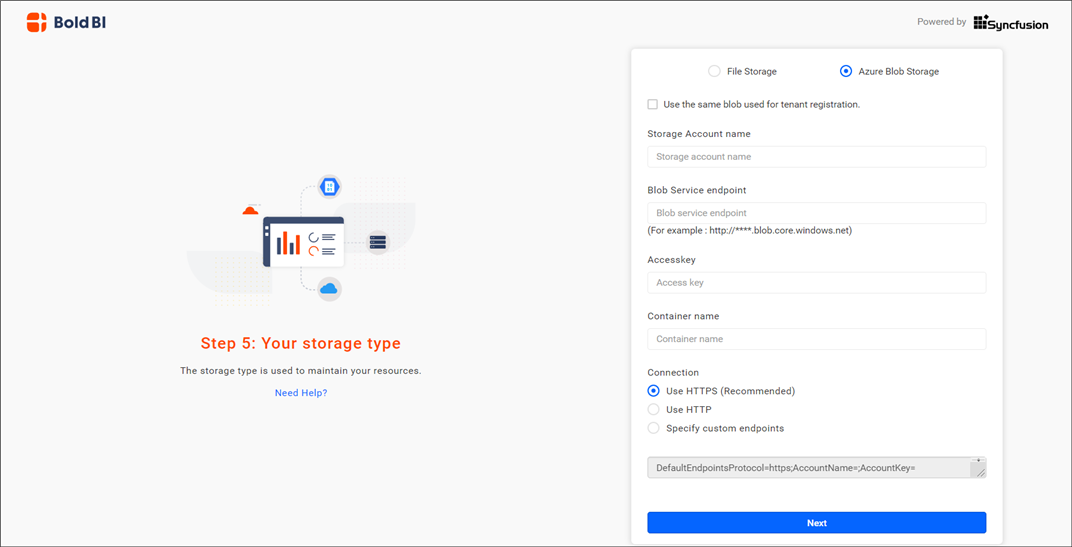 Bold BI
Powered by Syncfusion
File Storage
Azure Blob Storage
Use the same blob used for tenant registration.
Storage Account name
Storage account name
Blob Service endpoint
Blob service endpoint
(For example : http://****.blob.core.windows.net)
Accesskey
Access key
Container name
Container name
Connection
Use HTTPS (Recommended)
Use HTTP
Specify custom endpoints
DefaultEndpointsProtocol=https;AccountName=;AccountKey=
Next
Step 5: Your storage type
The storage type is used to maintain your resources.
Need Help?